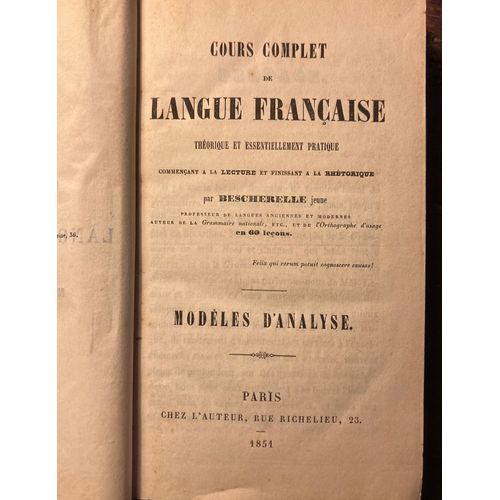 COURS COMPLET
DE
LANGUE FRANÇAISE
THÉORIQUE ET ESSENTIELLEMENT PRATIQUE
COMMENÇANT A LA LECTURE ET FINISSANT A LA RHÉTORIQUE
par BESCHERELLE jeune
PROFESSEUR DE LANGUES ANCIENNES ET MODERNES
AUTEUR DE LA Grammaire nationale, ETC., ET DE l'Orthographe d'usage
en 60 leçons.
Felix qui rerum potuit cognoscere causas!
MODÈLES D'ANALYSE.
PARIS
CHEZ L'AUTEUR, RUE RICHELIEU, 23.
1851
36.